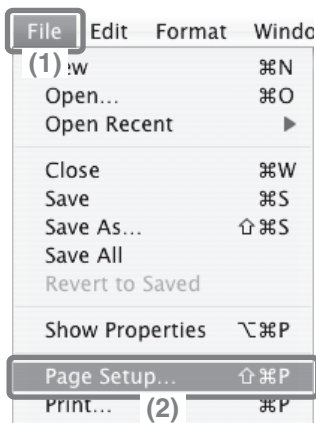 File Edit Format Windo
(1) ew ⌘N
Open... ⌘O
Open Recent ▶
Close ⌘W
Save ⌘S
Save As... ⇧⌘S
Save All
Revert to Saved
Show Properties ⌥⌘P
Page Setup... ⇧⌘P
Print... (2) ⌘P